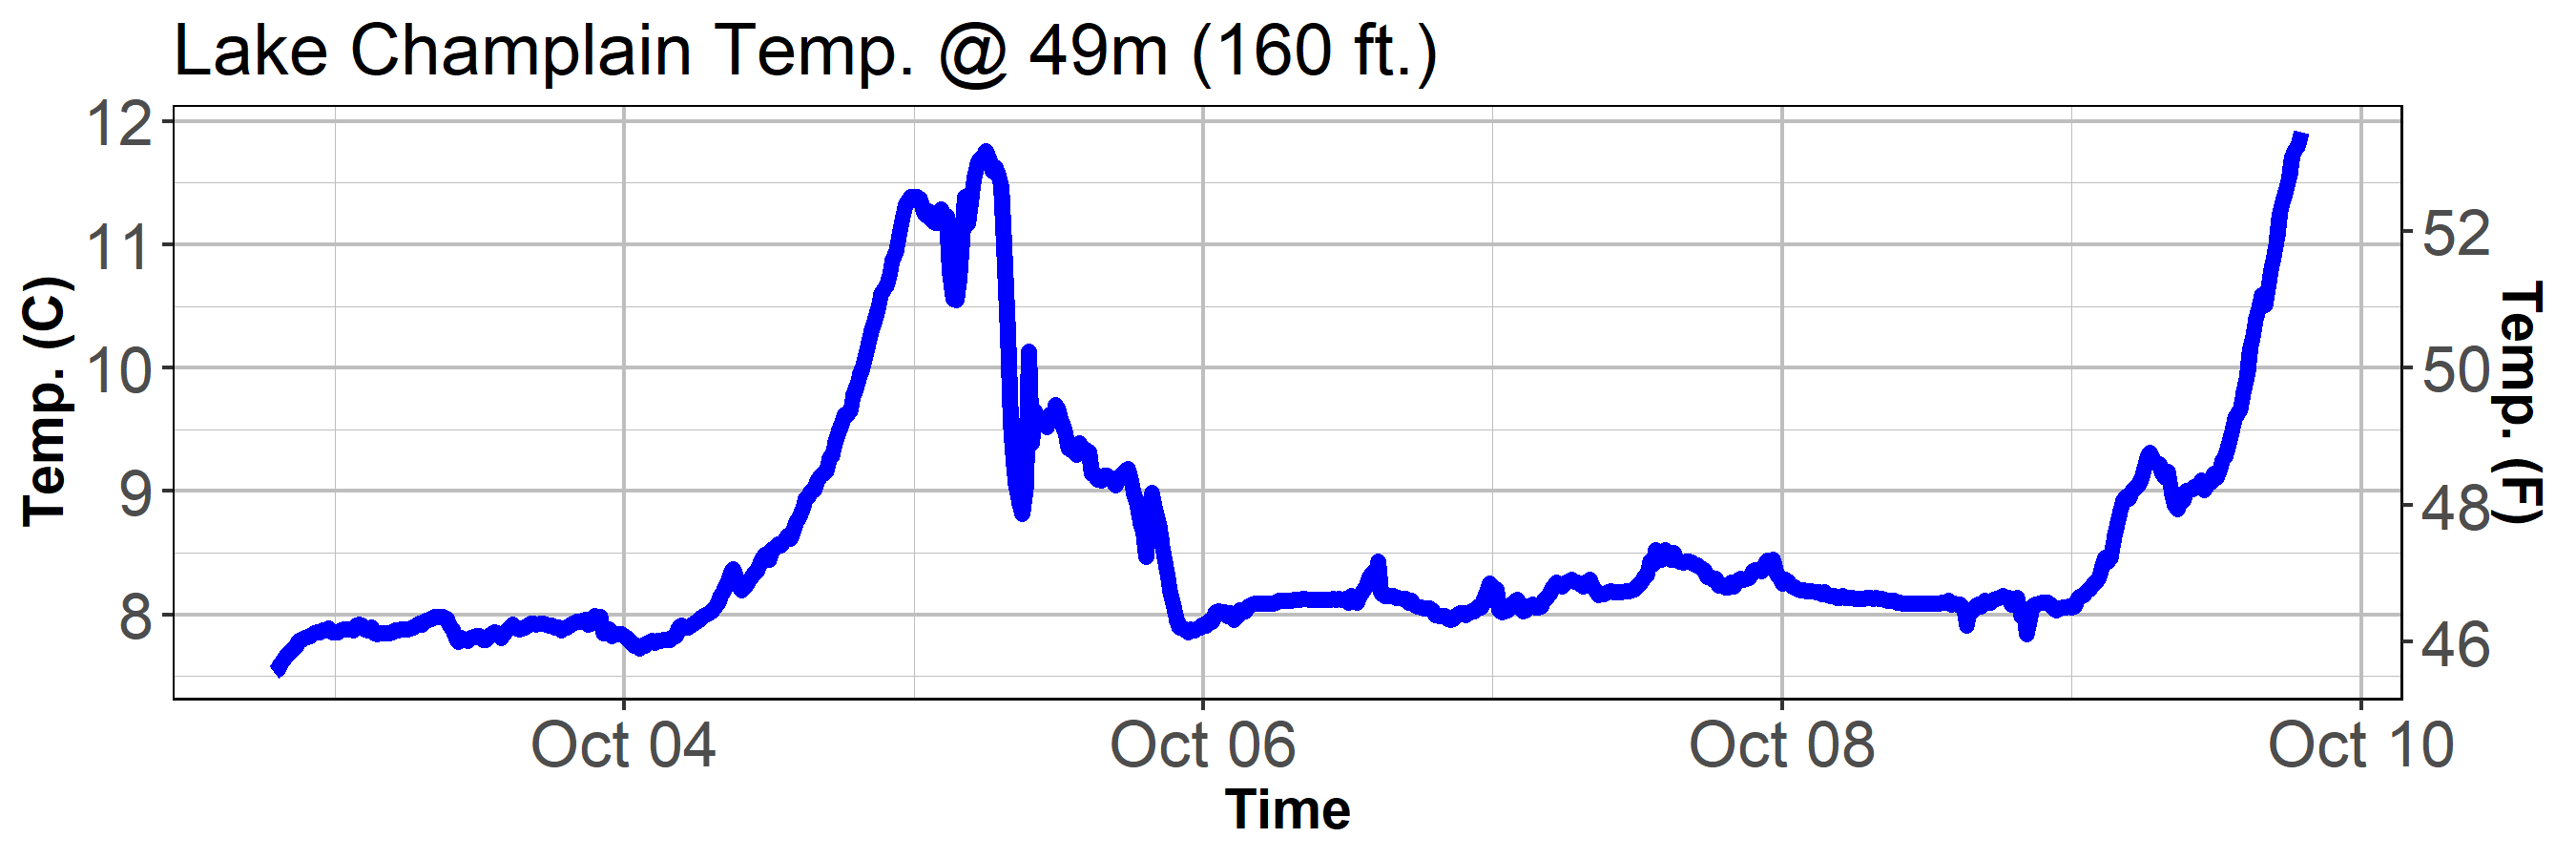 Lake Champlain Temp. @ 49m (160 ft.)
12
11
10
9
8
Temp. (C)
52
50
48
46
Temp. (F)
Oct 04 Oct 06 Oct 08 Oct 10
Time